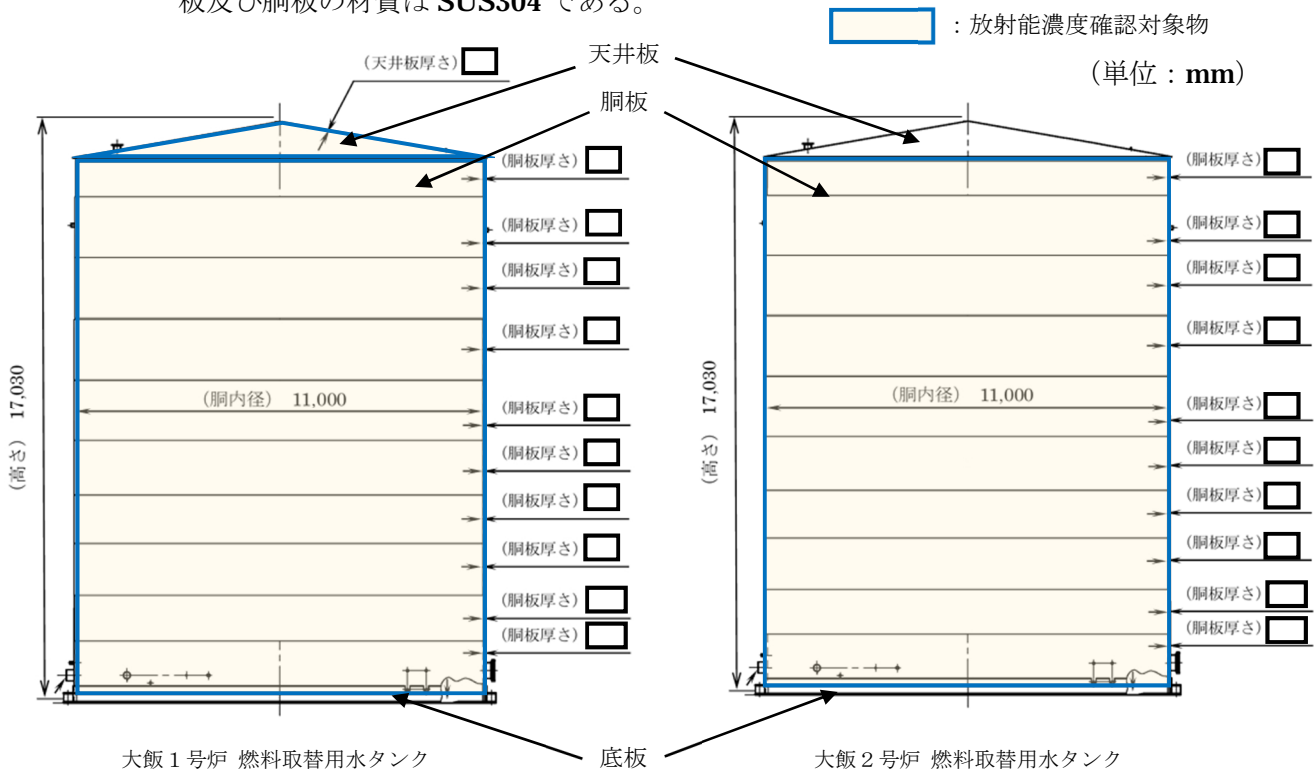 板及び胴板の材質は SUS304 である。
：放射能濃度確認対象物
（単位：mm）
天井板
胴板
（天井板厚さ）
（胴板厚さ）
（胴板厚さ）
（胴板厚さ）
（胴板厚さ）
（胴板厚さ）
（胴板厚さ）
（胴板厚さ）
（胴板厚さ）
（胴板厚さ）
（胴板厚さ）
（胴内径） 11,000
（高さ） 17,030
（胴板厚さ）
（胴板厚さ）
（胴板厚さ）
（胴板厚さ）
（胴板厚さ）
（胴板厚さ）
（胴板厚さ）
（胴板厚さ）
（胴板厚さ）
（胴板厚さ）
（胴内径） 11,000
（高さ） 17,030
大飯１号炉 燃料取替用水タンク
底板
大飯２号炉 燃料取替用水タンク